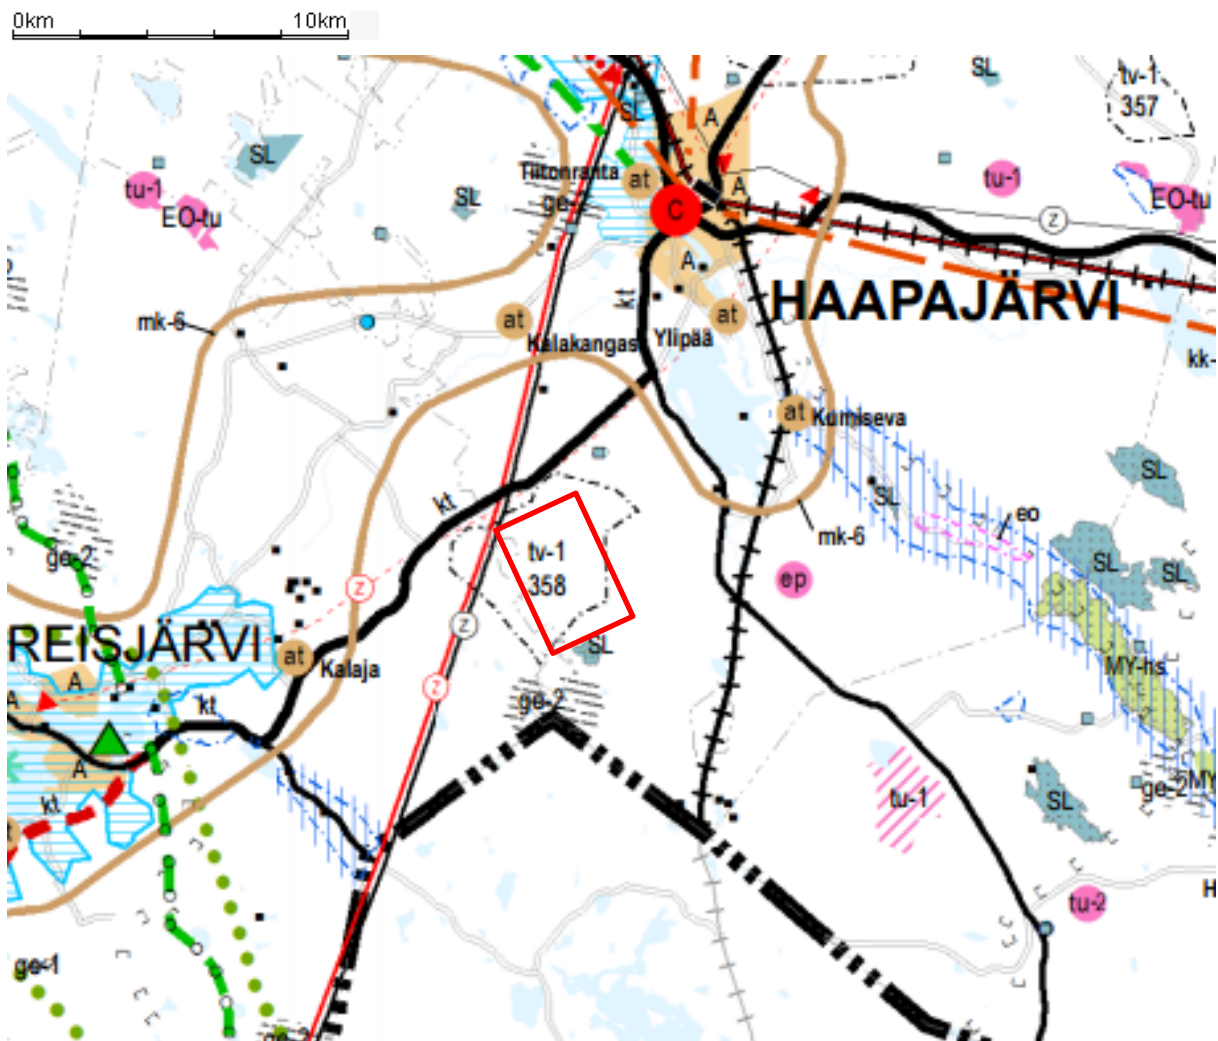 0km 10km
SL
tv-1
357
SL
A
SL
Tiitonranta
at
tu-1
tu-1
EO-tu
SL
A
EO-tu
C
z
A
kt
HAAPAJÄRVI
mk-6
at
at
Kalakangas
Ylipää
kk-
at
Kumiseva
SL
kt
SL
eo
ge-2
tv-1
358
mk-6
SL
SL
ep
z
z
REISJÄRVI
at
Kalaja
SL
MY-hs
z
A
A
kt
ge-2
A
kt
tu-1
SL
ge-2
MY
H
tu-2
ge-1